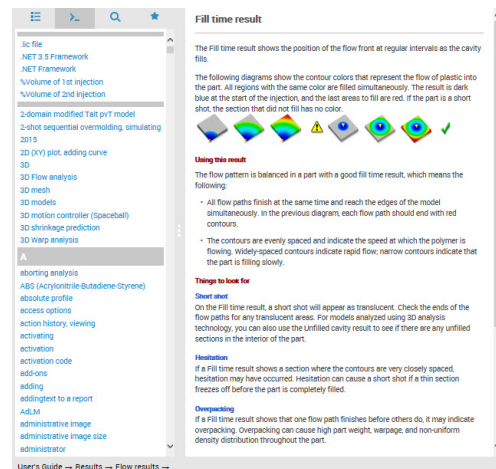 .lic file
.NET 3.5 Framework
.NET Framework
%Volume of 1st injection
%Volume of 2nd injection
2-domain modified Tait pvT model
2-shot sequential overmolding, simulating
2015
2D (XY) plot, adding curve
3D
3D Flow analysis
3D mesh
3D models
3D motion controller (Spaceball)
3D shrinkage prediction
3D Warp analysis
A
aborting analysis
ABS (Acrylonitrile-Butadiene-Styrene)
absolute profile
access options
action history, viewing
activating
activation
activation code
add-ons
adding
addingtext to a report
AdLM
administrative image
administrative image size
administrator
User's Guide → Results → Flow results →
Fill time result
The Fill time result shows the position of the flow front at regular intervals as the cavity
fills.
The following diagrams show the contour colors that represent the flow of plastic into
the part. All regions with the same color are filled simultaneously. The result is dark
blue at the start of the injection, and the last areas to fill are red. If the part is a short
shot, the section that did not fill has no color.
Using this result
The flow pattern is balanced in a part with a good fill time result, which means the
following:
• All flow paths finish at the same time and reach the edges of the model
simultaneously. In the previous diagram, each flow path should end with red
contours.
• The contours are evenly spaced and indicate the speed at which the polymer is
flowing. Widely-spaced contours indicate rapid flow; narrow contours indicate that
the part is filling slowly.
Things to look for
Short shot
On the Fill time result, a short shot will appear as translucent. Check the ends of the
flow paths for any translucent areas. For models analyzed using 3D analysis
technology, you can also use the Unfilled cavity result to see if there are any unfilled
sections in the interior of the part.
Hesitation
If a Fill time result shows a section where the contours are very closely spaced,
hesitation may have occurred. Hesitation can cause a short shot if a thin section
freezes off before the part is completely filled.
Overpacking
If a Fill time result shows that one flow path finishes before others do, it may indicate
overpacking. Overpacking can cause high part weight, warpage, and non-uniform
density distribution throughout the part.